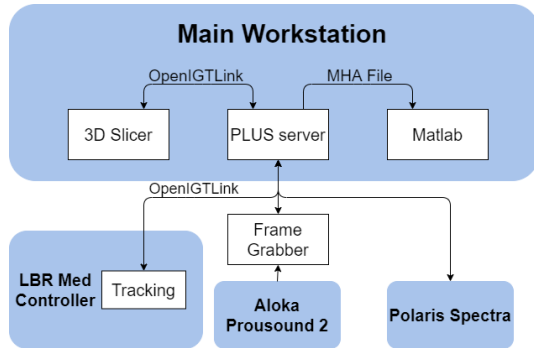 Main Workstation
OpenIGTLink
MHA File
3D Slicer
PLUS server
Matlab
OpenIGTLink
Frame
Grabber
LBR Med
Controller
Tracking
Aloka
Prousound 2
Polaris Spectra